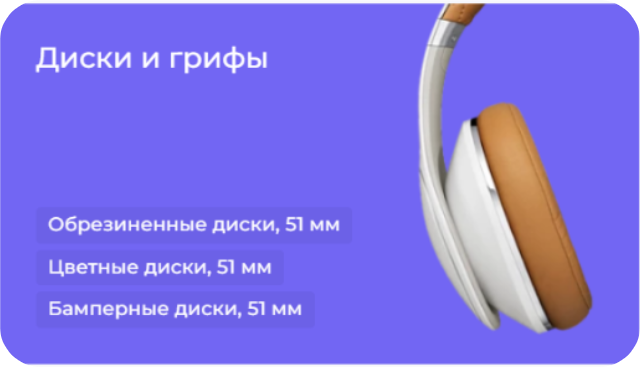 Диски и грифы
Обрезиненные диски, 51 мм
Цветные диски, 51 мм
Бамперные диски, 51 мм